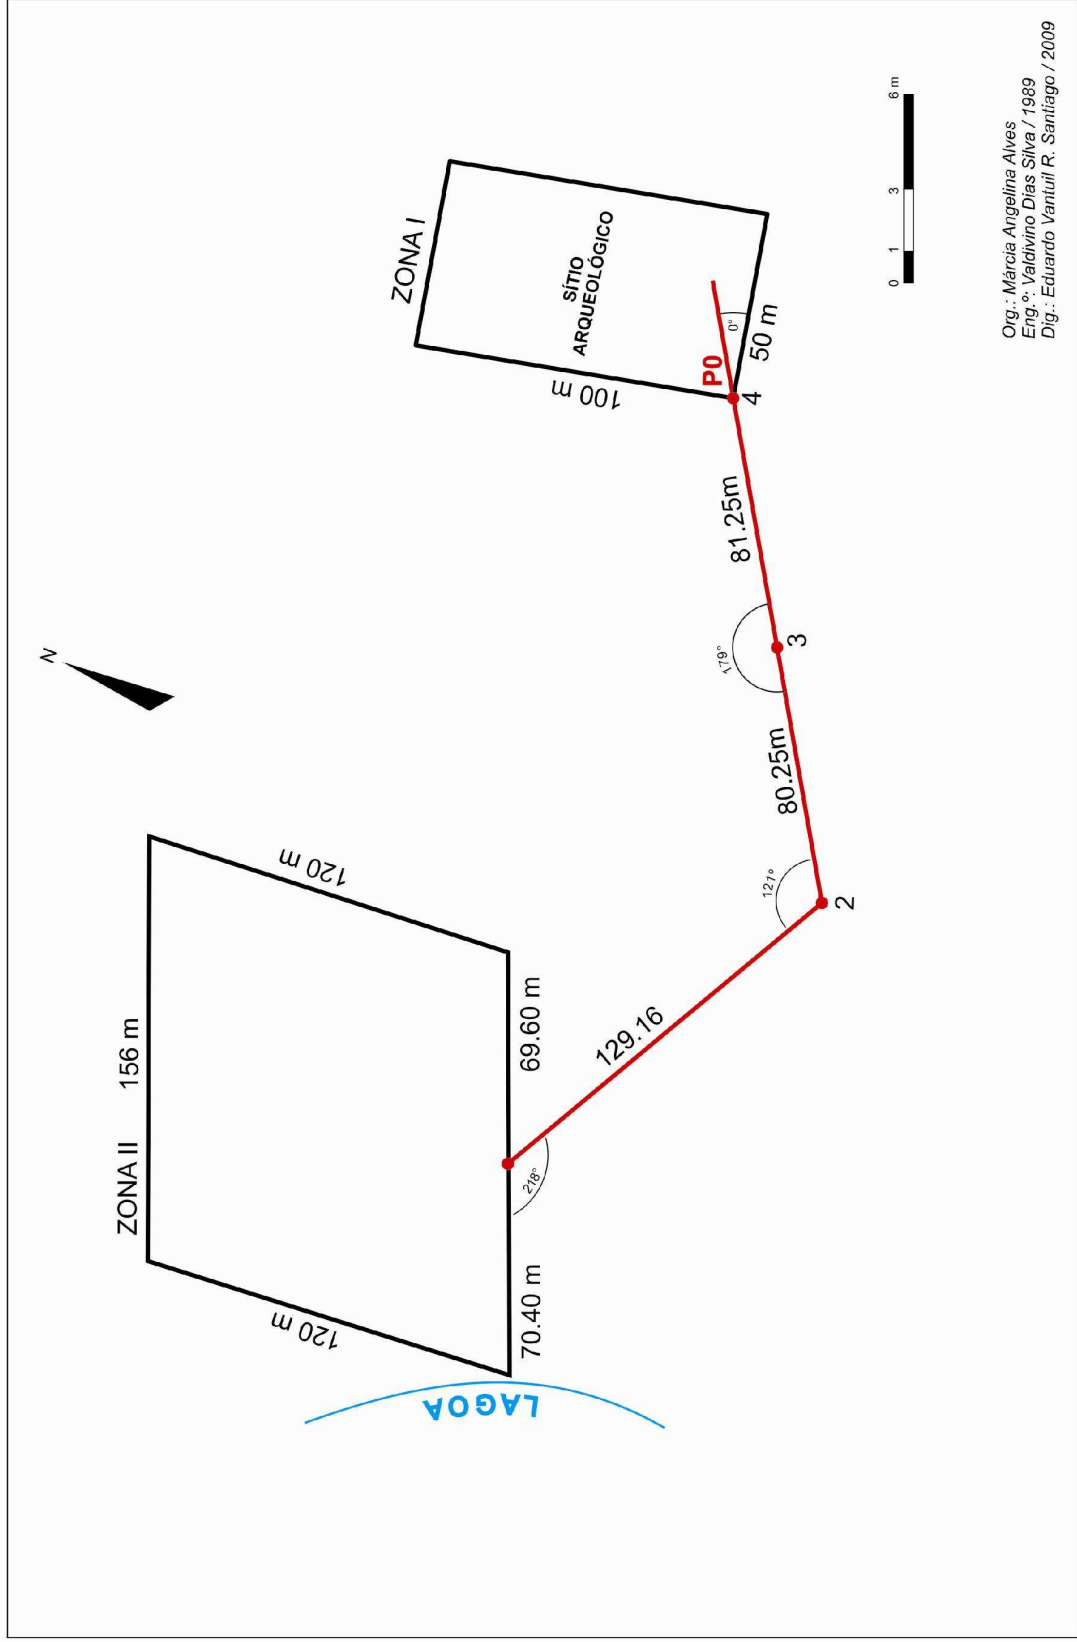 N
ZONA II
156 m
120 m
120 m
70.40 m
69.60 m
LAGOA
218°
129.16
121°
2
80.25m
179°
3
81.25m
4
P0
0°
50 m
100 m
ZONA I
SÍTIO
ARQUEOLÓGICO
0 1 3 6 m
Org.: Márcia Angelina Alves
Eng.º: Valdivino Dias Silva / 1989
Dig.: Eduardo Vantuil R. Santiago / 2009